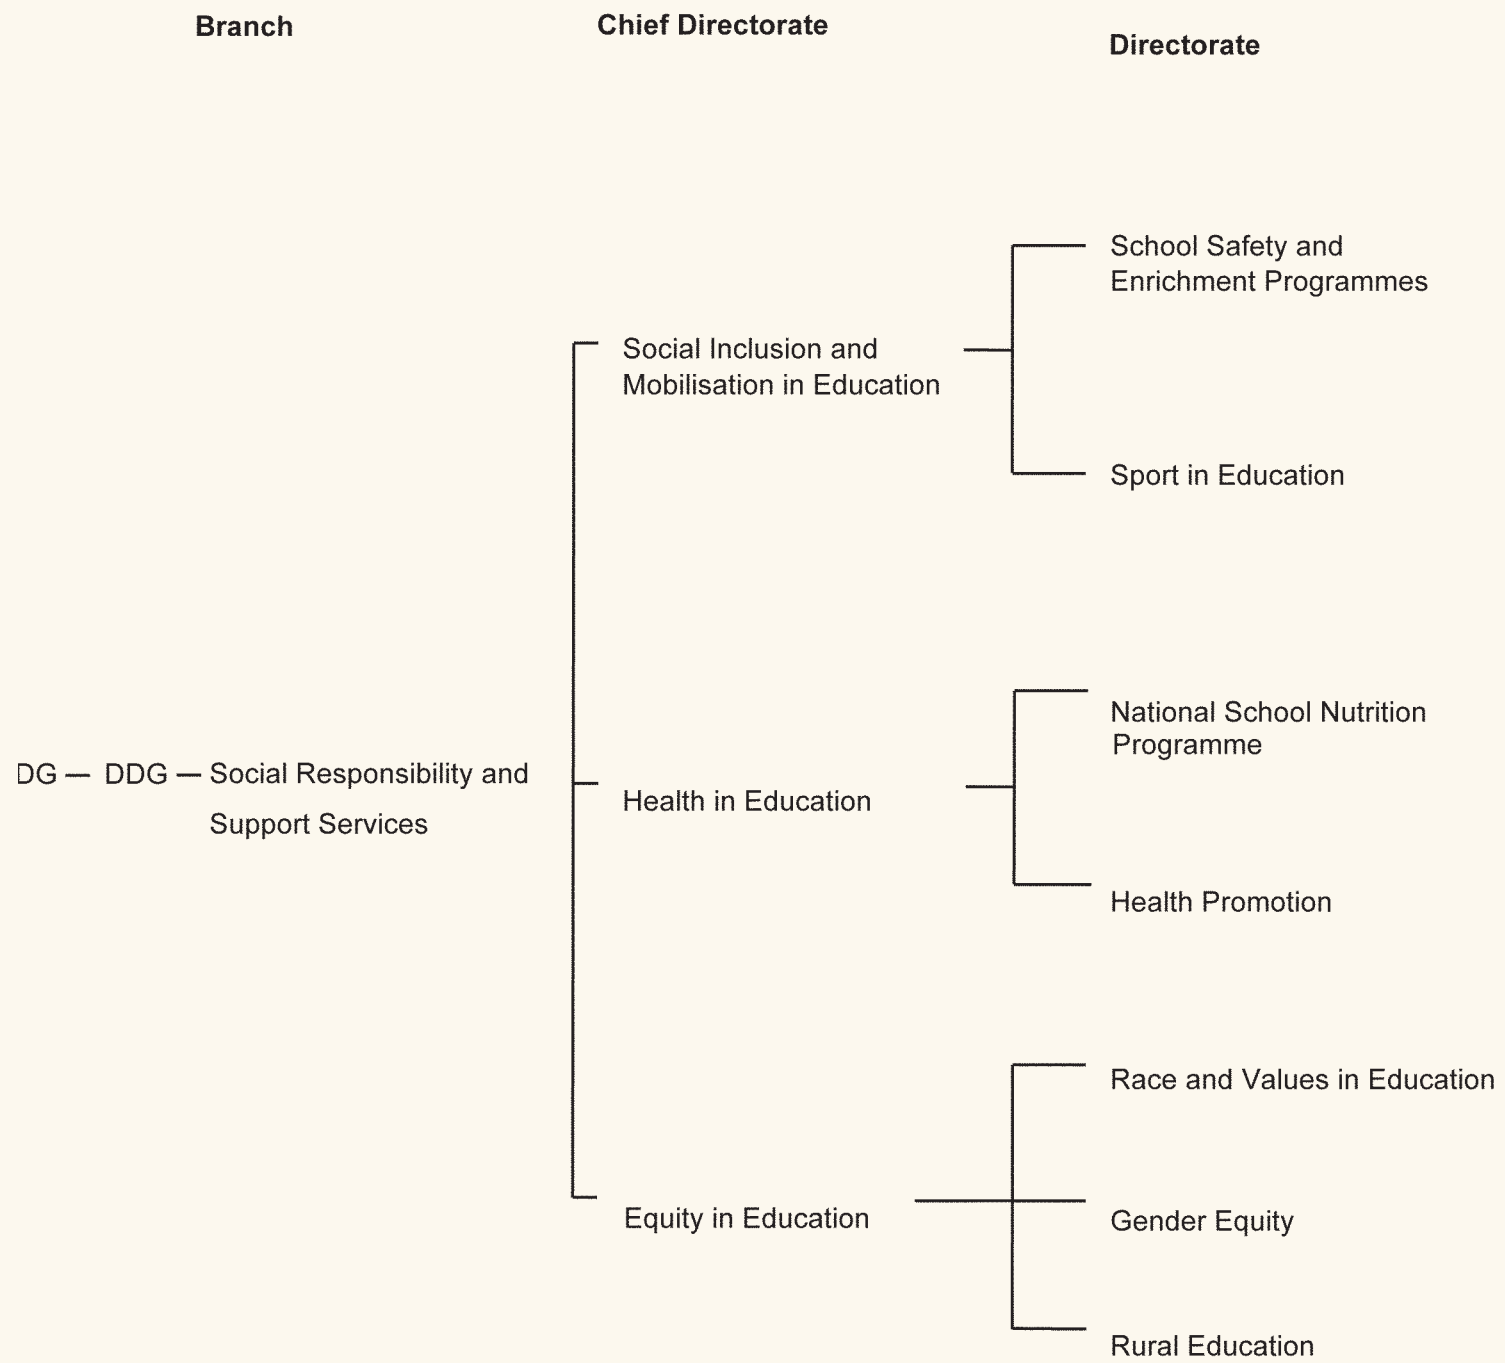 Branch
Chief Directorate
Directorate
School Safety and
Enrichment Programmes
Social Inclusion and
Mobilisation in Education
Sport in Education
National School Nutrition
Programme
DG — DDG — Social Responsibility and
Support Services
Health in Education
Health Promotion
Race and Values in Education
Equity in Education
Gender Equity
Rural Education